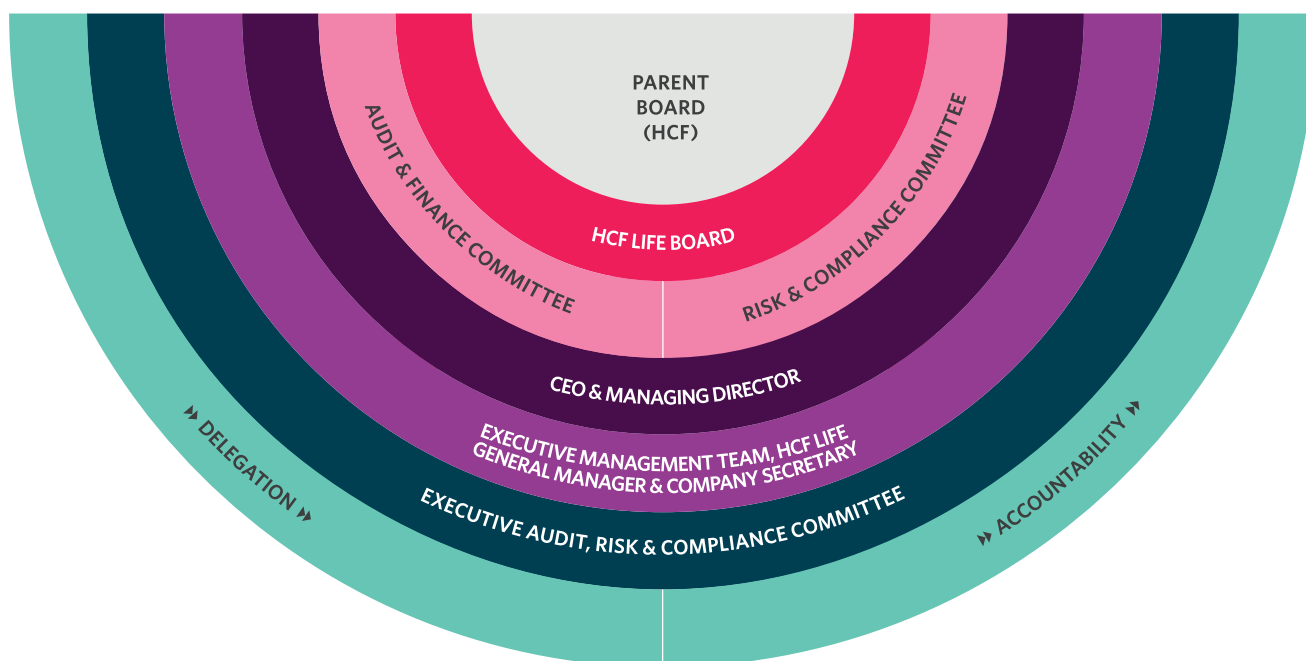 PARENT
BOARD
(HCF)
HCF LIFE BOARD
AUDIT & FINANCE COMMITTEE
RISK & COMPLIANCE COMMITTEE
CEO & MANAGING DIRECTOR
EXECUTIVE MANAGEMENT TEAM, HCF LIFE
GENERAL MANAGER & COMPANY SECRETARY
EXECUTIVE AUDIT, RISK & COMPLIANCE COMMITTEE
DELEGATION
ACCOUNTABILITY